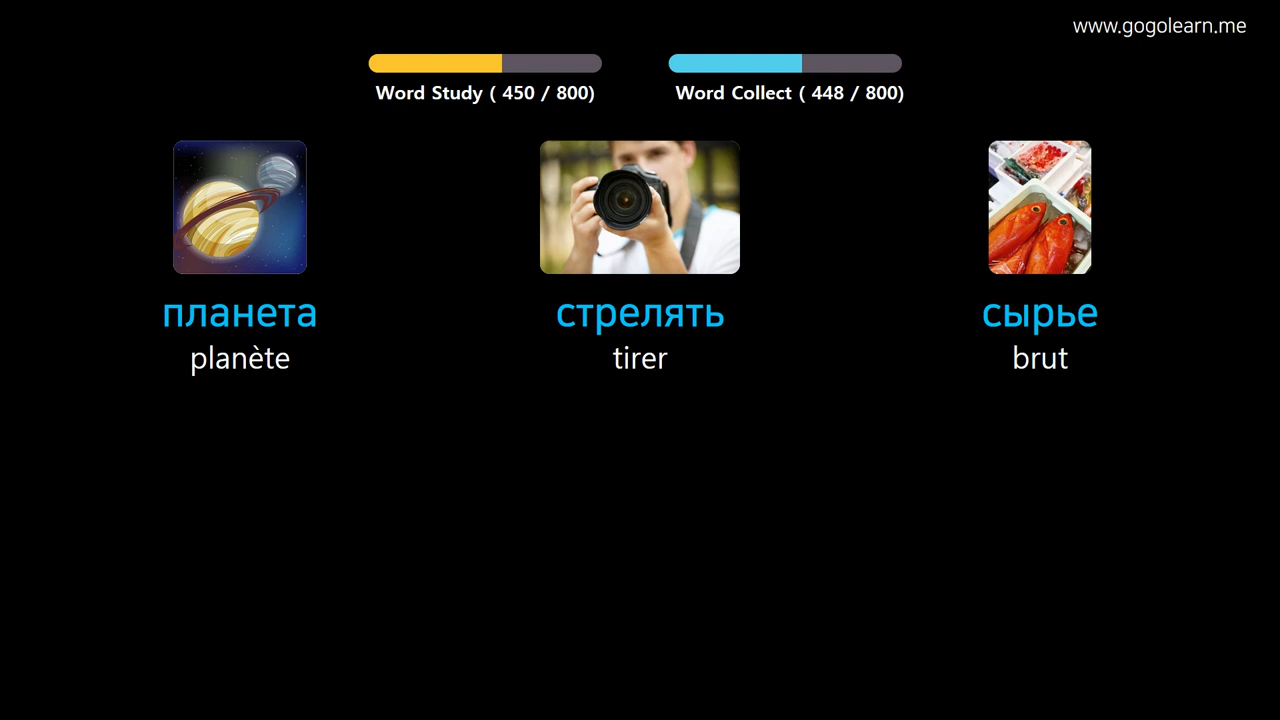 www.gogolearn.me
Word Study ( 450 / 800)
Word Collect ( 448 / 800)
планета
planète
стрелять
tirer
сырье
brut